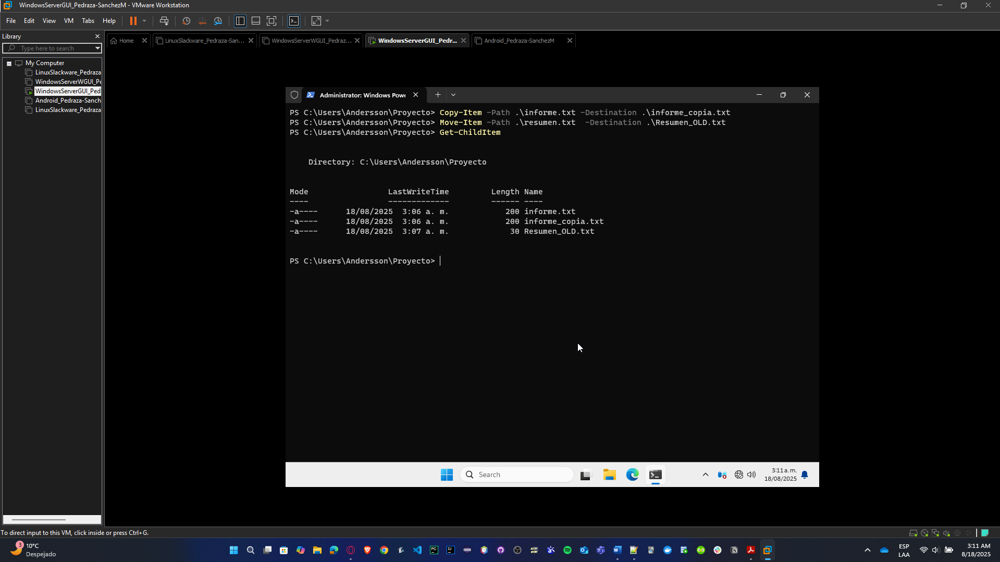 WindowsServerGUI_Pedraza-SanchezM - VMware Workstation
File Edit View VM Tabs Help
Library
Type here to search
My Computer
LinuxSlackware_Pedraza
WindowsServerWGUI_Pe
WindowsServerGUI_Ped
Android_Pedraza-Sanch
LinuxSlackware_Pedraza
Home LinuxSlackware_Pedraza-San... WindowsServerWGUI_Pedraz... WindowsServerGUI_Pedr... Android_Pedraza-SanchezM
Administrator: Windows Powe
PS C:\Users\Andersson\Proyecto> Copy-Item -Path .\informe.txt -Destination .\informe_copia.txt
PS C:\Users\Andersson\Proyecto> Move-Item -Path .\resumen.txt  -Destination .\Resumen_OLD.txt
PS C:\Users\Andersson\Proyecto> Get-ChildItem
Directory: C:\Users\Andersson\Proyecto
Mode LastWriteTime Length Name
---- ------------- ------ ----
-a---- 18/08/2025 3:06 a. m. 200 informe.txt
-a---- 18/08/2025 3:06 a. m. 200 informe_copia.txt
-a---- 18/08/2025 3:07 a. m. 30 Resumen_OLD.txt
PS C:\Users\Andersson\Proyecto>
Search
3:11 a. m.
18/08/2025
To direct input to this VM, click inside or press Ctrl+G.
3
10°C
Despejado
ESP
LAA
3:11 AM
8/18/2025